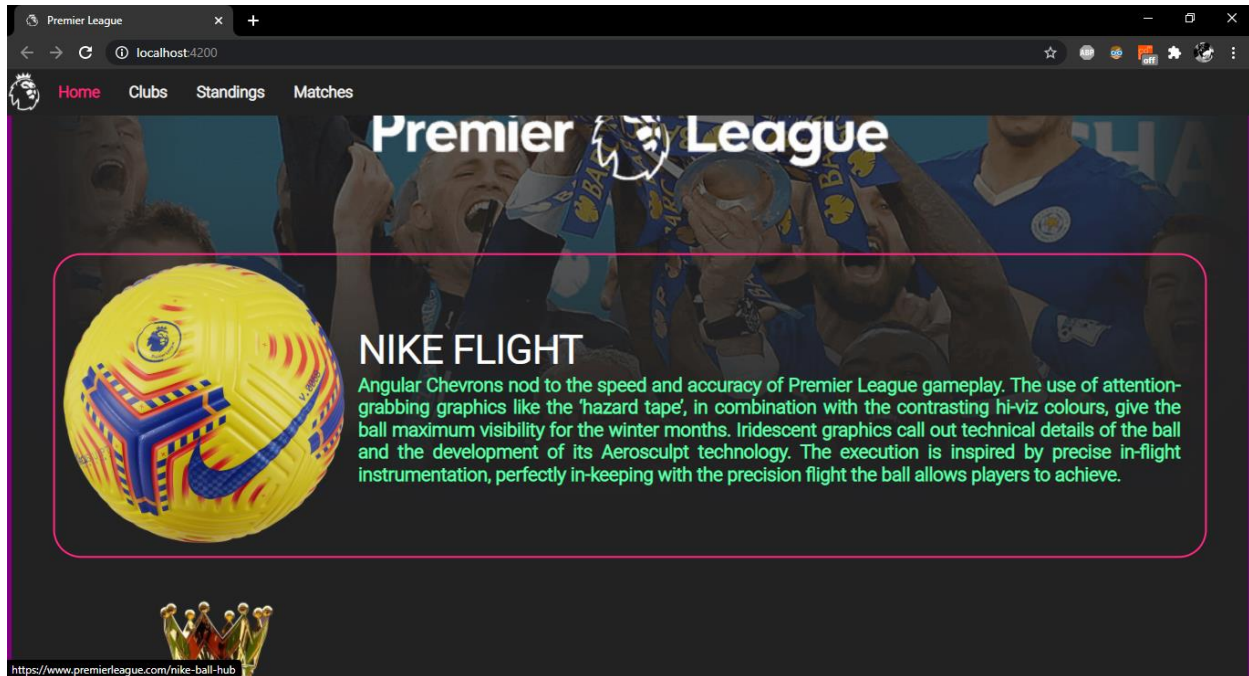 Premier League
localhost:4200
ABP
off
Home Clubs Standings Matches
Premier League
NIKE FLIGHT
Angular Chevrons nod to the speed and accuracy of Premier League gameplay. The use of attention-
grabbing graphics like the ‘hazard tape’, in combination with the contrasting hi-viz colours, give the
ball maximum visibility for the winter months. Iridescent graphics call out technical details of the ball
and the development of its Aerosculpt technology. The execution is inspired by precise in-flight
instrumentation, perfectly in-keeping with the precision flight the ball allows players to achieve.
https://www.premierleague.com/nike-ball-hub